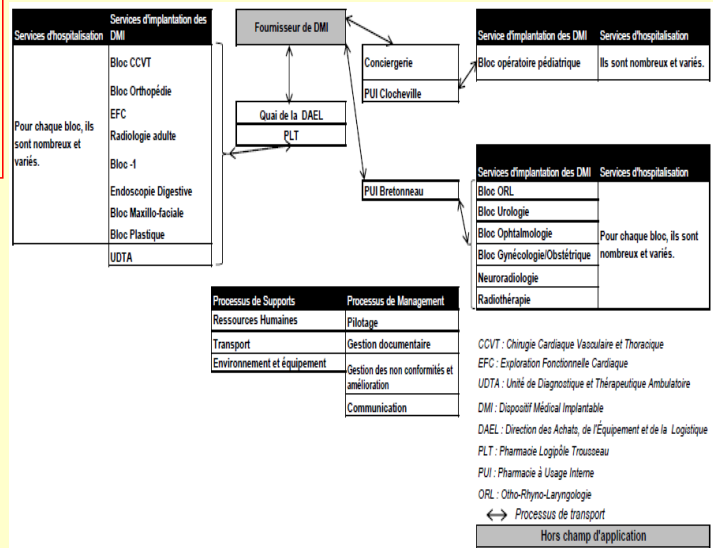 Services d'hospitalisation
Services d'implantation des
DMI
Pour chaque bloc, ils
sont nombreux et
variés.
Bloc CCVT
Bloc Orthopédie
EFC
Radiologie adulte
Bloc -1
Endoscopie Digestive
Bloc Maxillo-faciale
Bloc Plastique
UDTA
Fournisseur de DMI
Quai de la DAEL
PLT
Conciergerie
PUI Clocheville
Service d'implantation des DMI
Services d'hospitalisation
Bloc opératoire pédiatrique
Ils sont nombreux et variés.
PUI Bretonneau
Services d'implantation des DMI
Services d'hospitalisation
Bloc ORL
Bloc Urologie
Bloc Ophtalmologie
Bloc Gynécologie/Obstétrique
Neuroradiologie
Radiothérapie
Pour chaque bloc, ils sont
nombreux et variés.
Processus de Supports
Processus de Management
Ressources Humaines
Pilotage
Transport
Gestion documentaire
Environnement et équipement
Gestion des non conformités et
amélioration
Communication
CCVT : Chirugie Cardiaque Vasculaire et Thoracique
EFC : Exploration Fonctionnelle Cardiaque
UDTA : Unité de Diagnostique et Thérapeutique Ambulatoire
DMI : Dispositif Médical Implantable
DAEL : Direction des Achats, de l'Équipement et de la Logistique
PLT : Pharmacie Logipôle Trousseau
PUI : Pharmacie à Usage Interne
ORL : Otho-Rhyno-Laryngologie
Processus de transport
Hors champ d'application